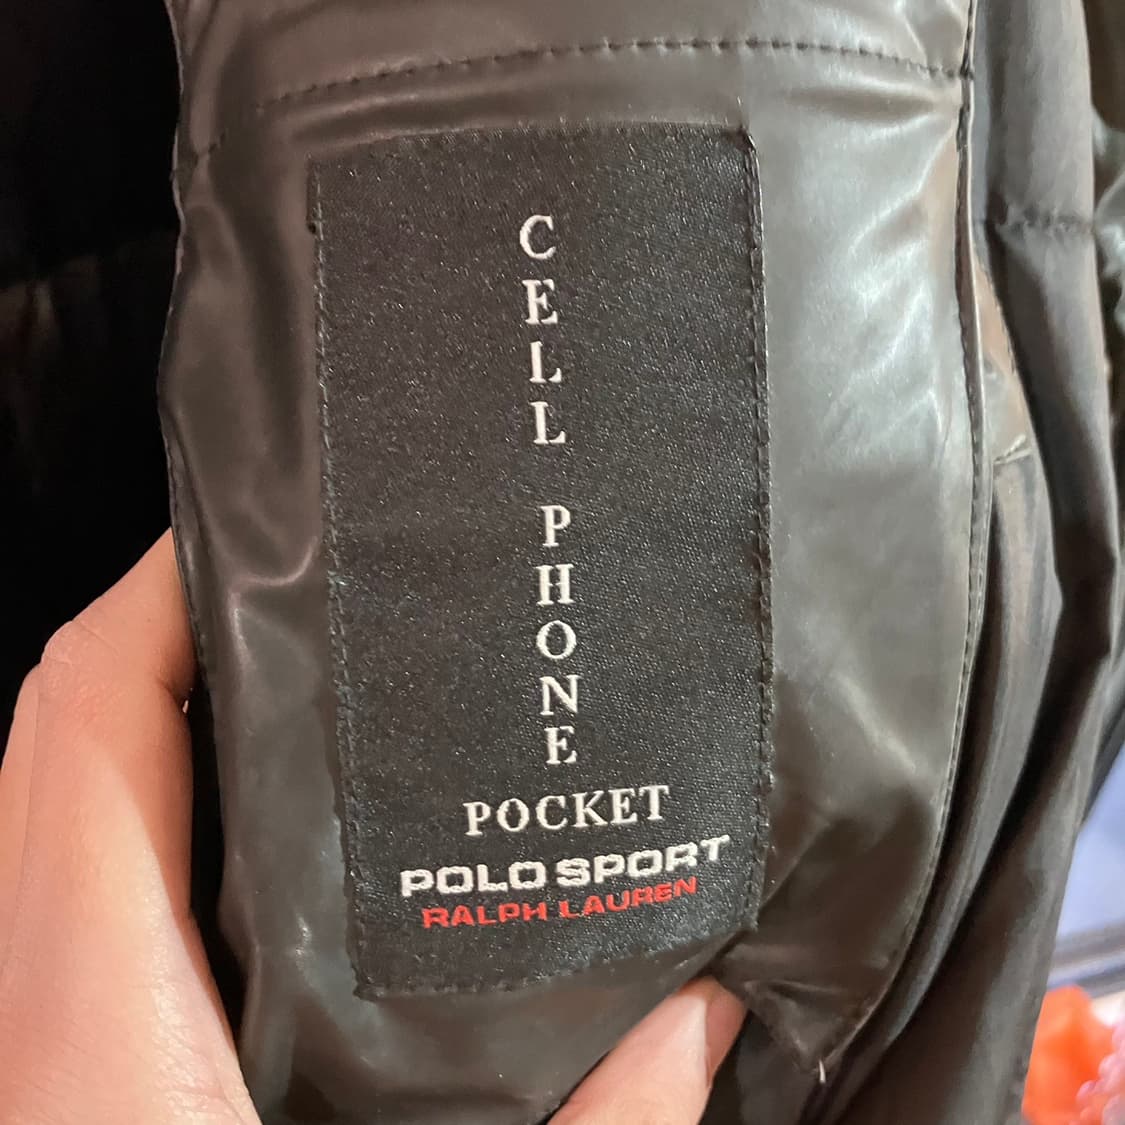 CELL PHONE
POCKET
POLO SPORT
RALPH LAUREN